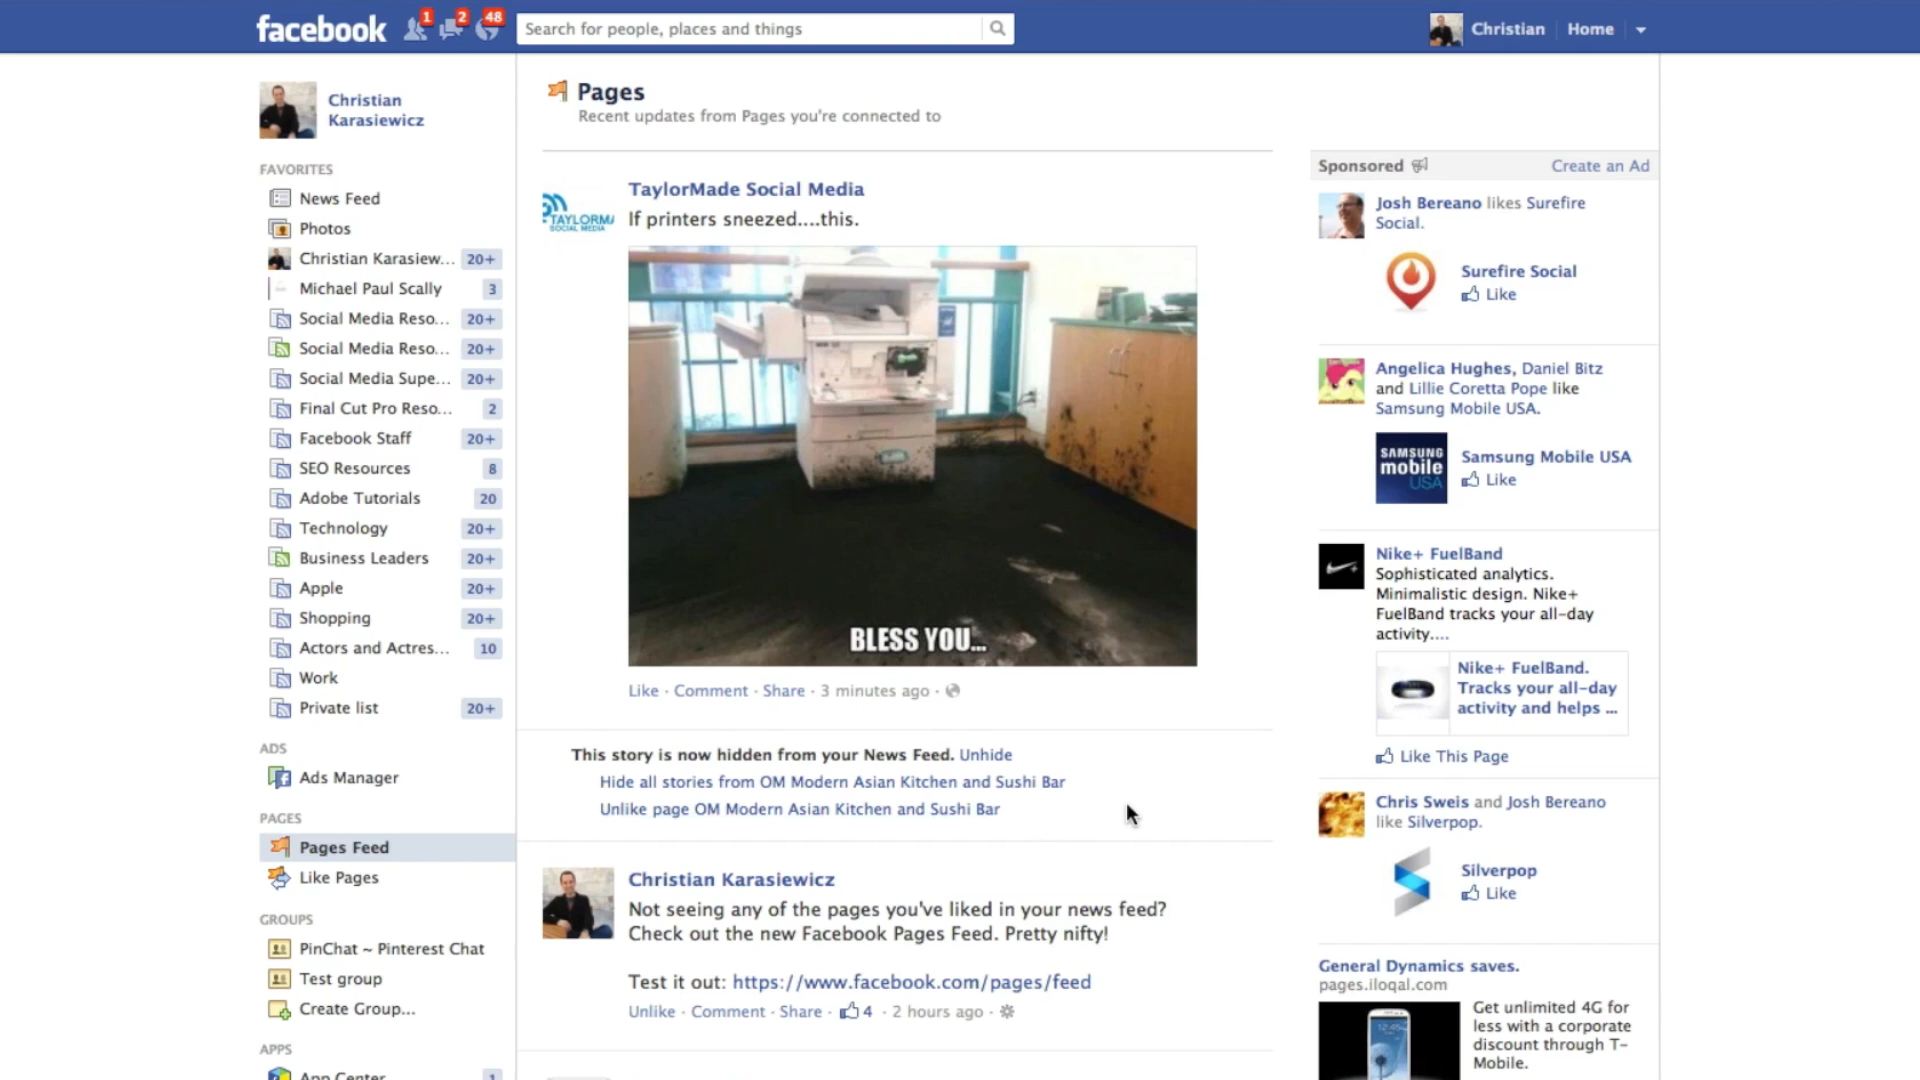 facebook
1
2
48
Search for people, places and things
Christian
Home
Christian
Karasiewicz
FAVORITES
News Feed
Photos
Christian Karasiew... 20+
Michael Paul Scally 3
Social Media Reso... 20+
Social Media Reso... 20+
Social Media Supe... 20+
Final Cut Pro Reso... 2
Facebook Staff 20+
SEO Resources 8
Adobe Tutorials 20
Technology 20+
Business Leaders 20+
Apple 20+
Shopping 20+
Actors and Actres... 10
Work
Private list 20+
ADS
Ads Manager
PAGES
Pages Feed
Like Pages
GROUPS
PinChat ~ Pinterest Chat
Test group
Create Group...
APPS
App Center 1
Pages
Recent updates from Pages you're connected to
TAYLORMA
SOCIAL MEDIA
TaylorMade Social Media
If printers sneezed....this.
BLESS YOU...
Like · Comment · Share · 3 minutes ago ·
This story is now hidden from your News Feed. Unhide
Hide all stories from OM Modern Asian Kitchen and Sushi Bar
Unlike page OM Modern Asian Kitchen and Sushi Bar
Christian Karasiewicz
Not seeing any of the pages you've liked in your news feed?
Check out the new Facebook Pages Feed. Pretty nifty!
Test it out: https://www.facebook.com/pages/feed
Unlike · Comment · Share · 4 · 2 hours ago ·
Sponsored
Create an Ad
Josh Bereano likes Surefire
Social.
Surefire Social
Like
Angelica Hughes, Daniel Bitz
and Lillie Coretta Pope like
Samsung Mobile USA.
SAMSUNG
mobile
USA
Samsung Mobile USA
Like
Nike+ FuelBand
Sophisticated analytics.
Minimalistic design. Nike+
FuelBand tracks your all-day
activity....
Nike+ FuelBand.
Tracks your all-day
activity and helps ...
Like This Page
Chris Sweis and Josh Bereano
like Silverpop.
Silverpop
Like
General Dynamics saves.
pages.iloqal.com
12:45
Get unlimited 4G for
less with a corporate
discount through T-
Mobile.